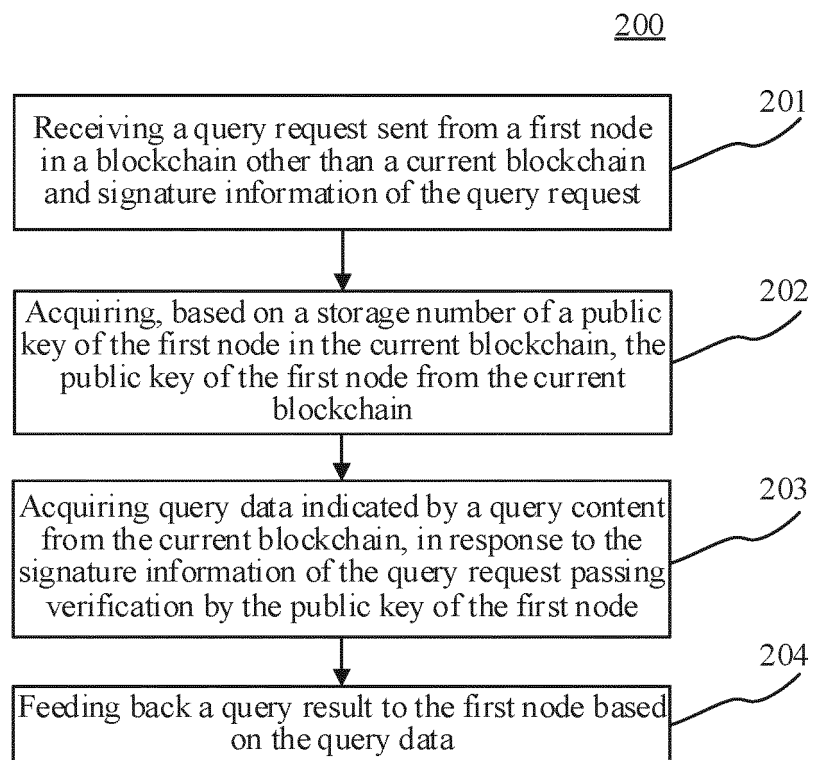 200
201
Receiving a query request sent from a first node
in a blockchain other than a current blockchain
and signature information of the query request
202
Acquiring, based on a storage number of a public
key of the first node in the current blockchain, the
public key of the first node from the current
blockchain
203
Acquiring query data indicated by a query content
from the current blockchain, in response to the
signature information of the query request passing
verification by the public key of the first node
204
Feeding back a query result to the first node based
on the query data